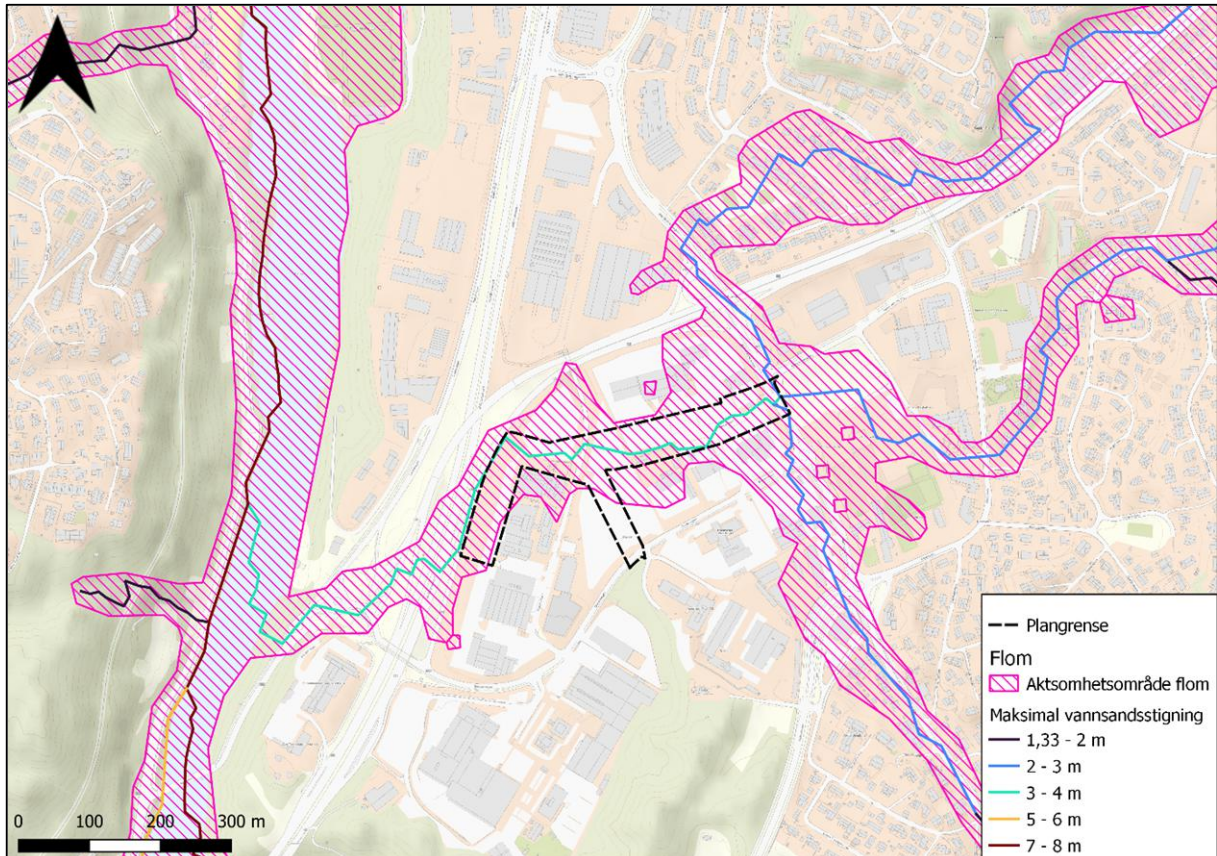 Plangrense
Flom
Aktsomhetsområde flom
Maksimal vannsandsstigning
1,33 - 2 m
2 - 3 m
3 - 4 m
5 - 6 m
7 - 8 m
0 100 200 300 m